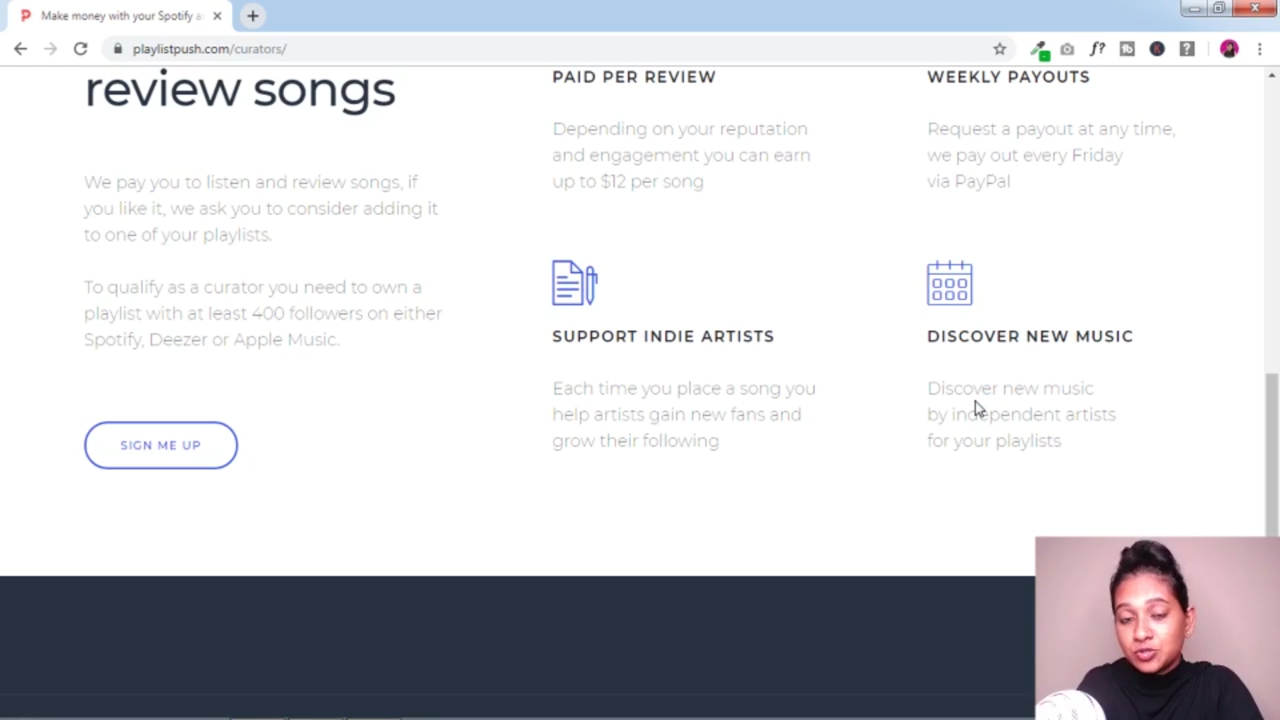 Make money with your Spotify a
playlistpush.com/curators/
f?
review songs
We pay you to listen and review songs, if
you like it, we ask you to consider adding it
to one of your playlists.
To qualify as a curator you need to own a
playlist with at least 400 followers on either
Spotify, Deezer or Apple Music.
SIGN ME UP
PAID PER REVIEW
Depending on your reputation
and engagement you can earn
up to $12 per song
WEEKLY PAYOUTS
Request a payout at any time,
we pay out every Friday
via PayPal
SUPPORT INDIE ARTISTS
Each time you place a song you
help artists gain new fans and
grow their following
DISCOVER NEW MUSIC
Discover new music
by independent artists
for your playlists